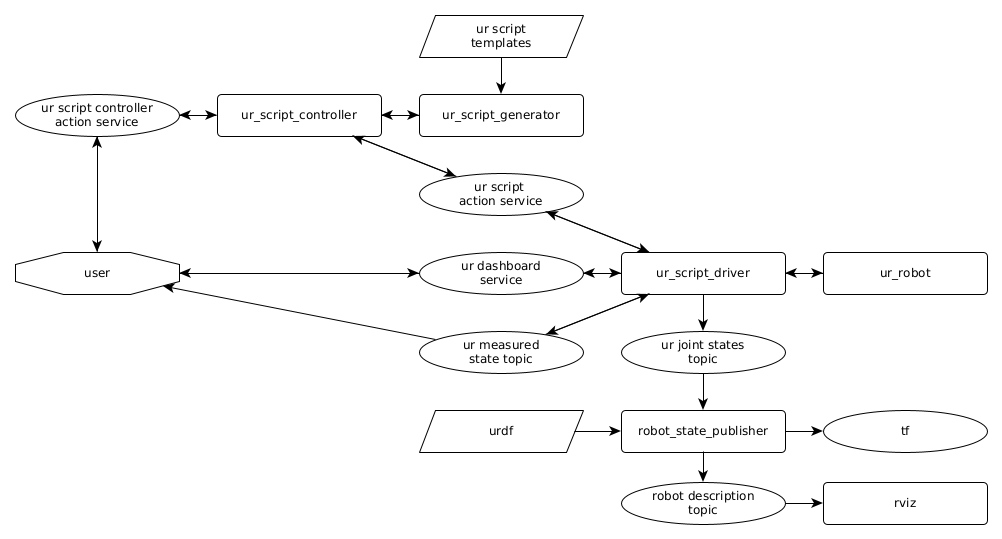 ur script
templates
ur script controller
action service
ur_script_controller
ur_script_generator
ur script
action service
user
ur dashboard
service
ur_script_driver
ur_robot
ur measured
state topic
ur joint states
topic
urdf
robot_state_publisher
tf
robot description
topic
rviz